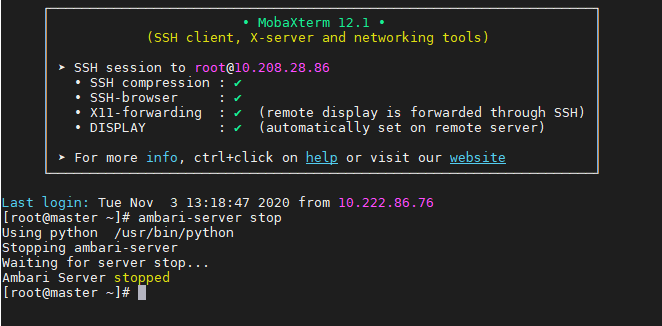 • MobaXterm 12.1 •
(SSH client, X-server and networking tools)
➤ SSH session to root@10.208.28.86
• SSH compression : ✔
• SSH-browser : ✔
• X11-forwarding : ✔ (remote display is forwarded through SSH)
• DISPLAY : ✔ (automatically set on remote server)
➤ For more info, ctrl+click on help or visit our website
Last login: Tue Nov  3 13:18:47 2020 from 10.222.86.76
[root@master ~]# ambari-server stop
Using python  /usr/bin/python
Stopping ambari-server
Waiting for server stop...
Ambari Server stopped
[root@master ~]#